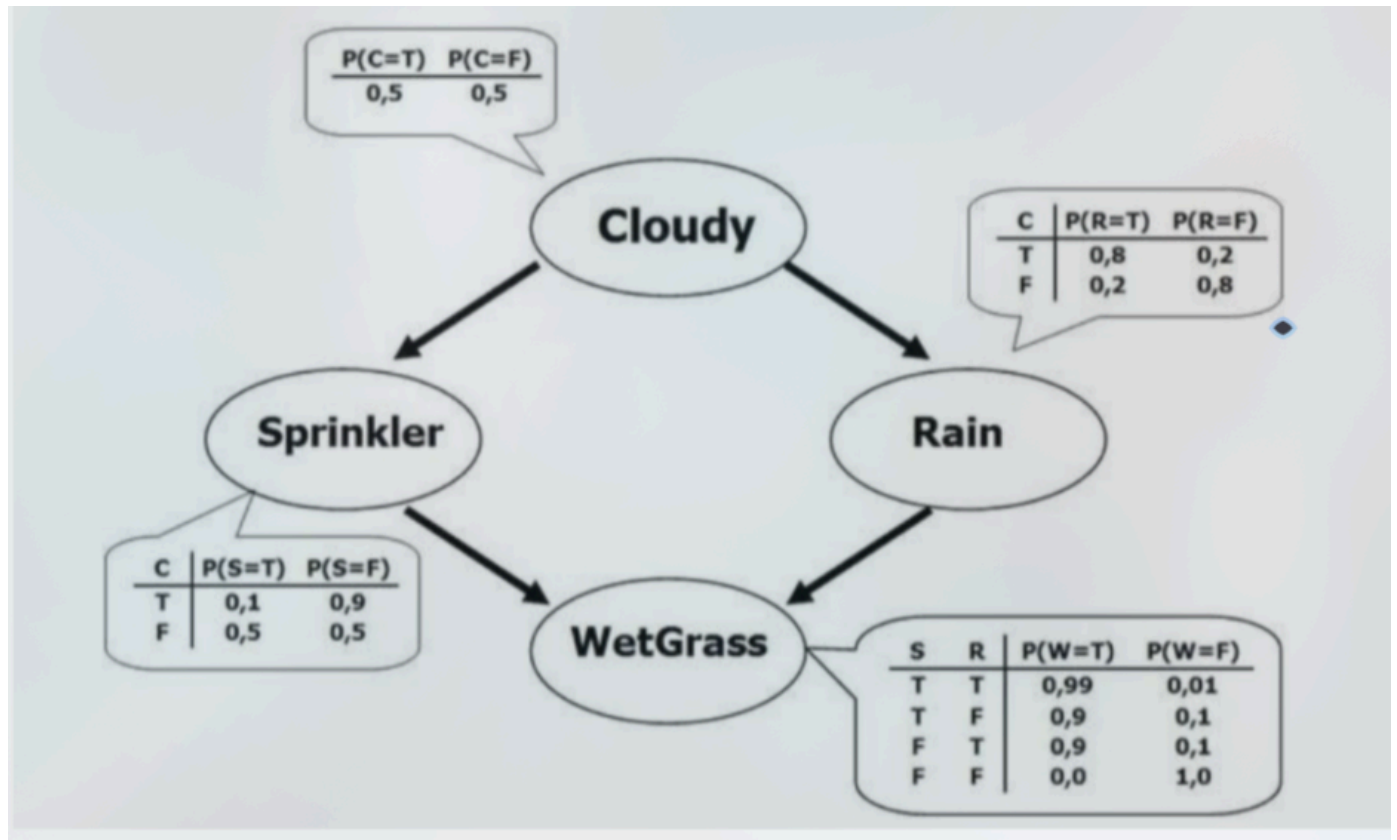 P(C=T) P(C=F)
0,5 0,5
Cloudy
C P(R=T) P(R=F)
T 0,8 0,2
F 0,2 0,8
Sprinkler
Rain
C P(S=T) P(S=F)
T 0,1 0,9
F 0,5 0,5
WetGrass
S R P(W=T) P(W=F)
T T 0,99 0,01
T F 0,9 0,1
F T 0,9 0,1
F F 0,0 1,0